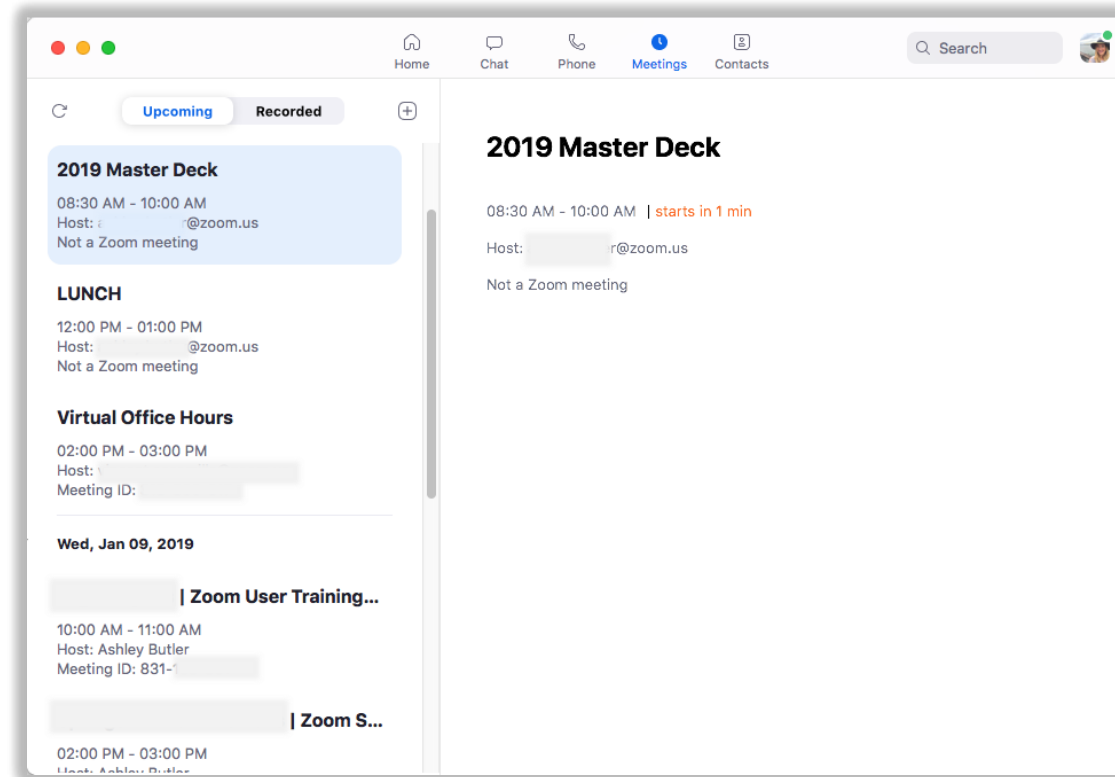 Home Chat Phone Meetings Contacts
Search
Upcoming Recorded
2019 Master Deck
08:30 AM - 10:00 AM
Host: @zoom.us
Not a Zoom meeting
LUNCH
12:00 PM - 01:00 PM
Host: @zoom.us
Not a Zoom meeting
Virtual Office Hours
02:00 PM - 03:00 PM
Host:
Meeting ID:
Wed, Jan 09, 2019
| Zoom User Training...
10:00 AM - 11:00 AM
Host: Ashley Butler
Meeting ID: 831-
| Zoom S...
02:00 PM - 03:00 PM
Host: Ashley Butler
2019 Master Deck
08:30 AM - 10:00 AM | starts in 1 min
Host: r@zoom.us
Not a Zoom meeting